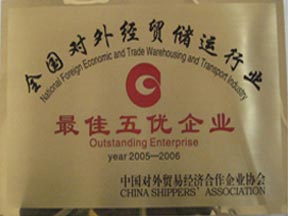 全国对外经贸储运行业
National Foreign Economic and Trade Warehousing and Transport Industry
最佳五优企业
Outstanding Enterprise
year 2005—2006
中国对外贸易经济合作企业协会
CHINA SHIPPERS' ASSOCIATION